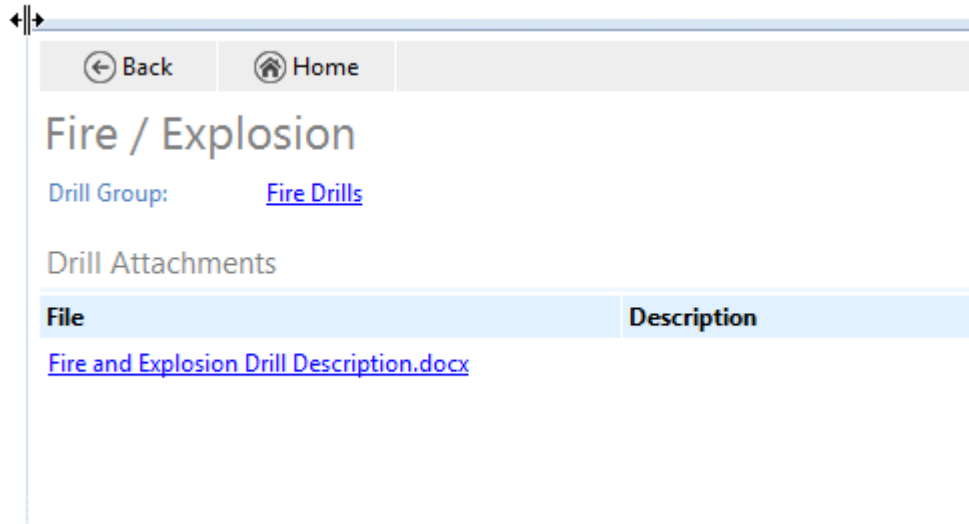 Back Home
Fire / Explosion
Drill Group: Fire Drills
Drill Attachments
File Description
Fire and Explosion Drill Description.docx